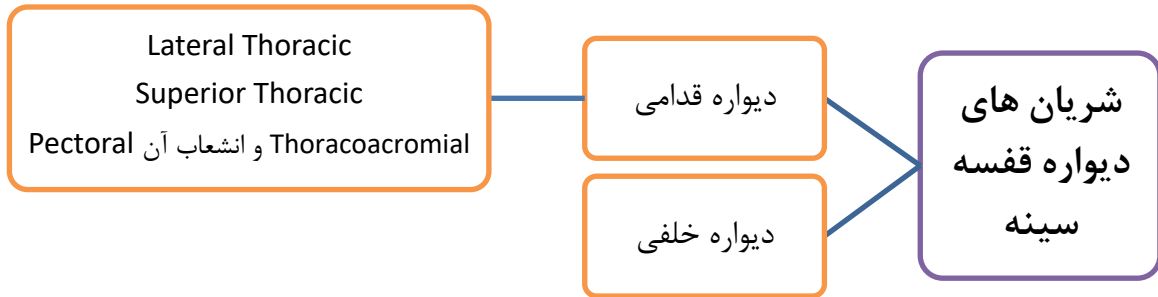 شریان های
دیواره قفسه
سینه
دیواره قدامی
Lateral Thoracic
Superior Thoracic
Thoracoacromial و انشعاب آن Pectoral
دیواره خلفی